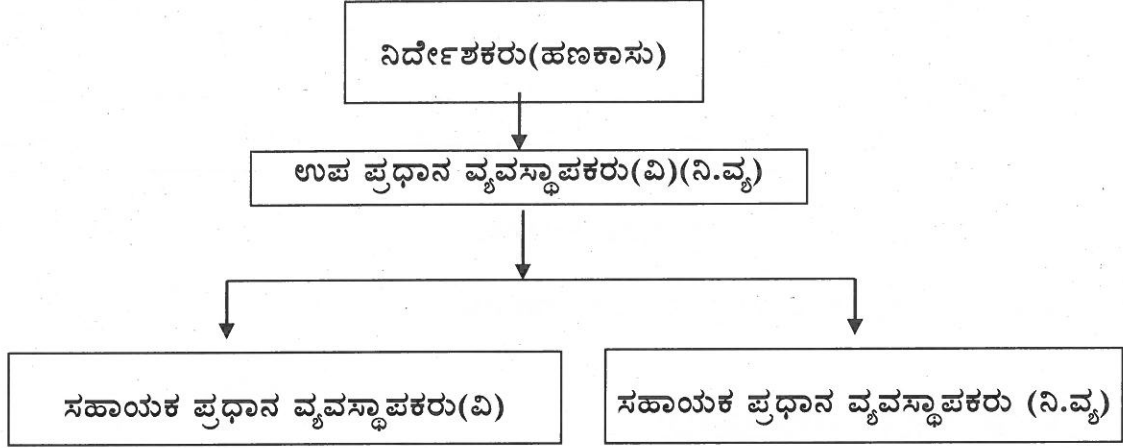 ನಿರ್ದೇಶಕರು(ಹಣಕಾಸು)
ಉಪ ಪ್ರಧಾನ ವ್ಯವಸ್ಥಾಪಕರು(ವಿ)(ನಿ.ವ್ಯ)
ಸಹಾಯಕ ಪ್ರಧಾನ ವ್ಯವಸ್ಥಾಪಕರು(ವಿ)
ಸಹಾಯಕ ಪ್ರಧಾನ ವ್ಯವಸ್ಥಾಪಕರು (ನಿ.ವ್ಯ)